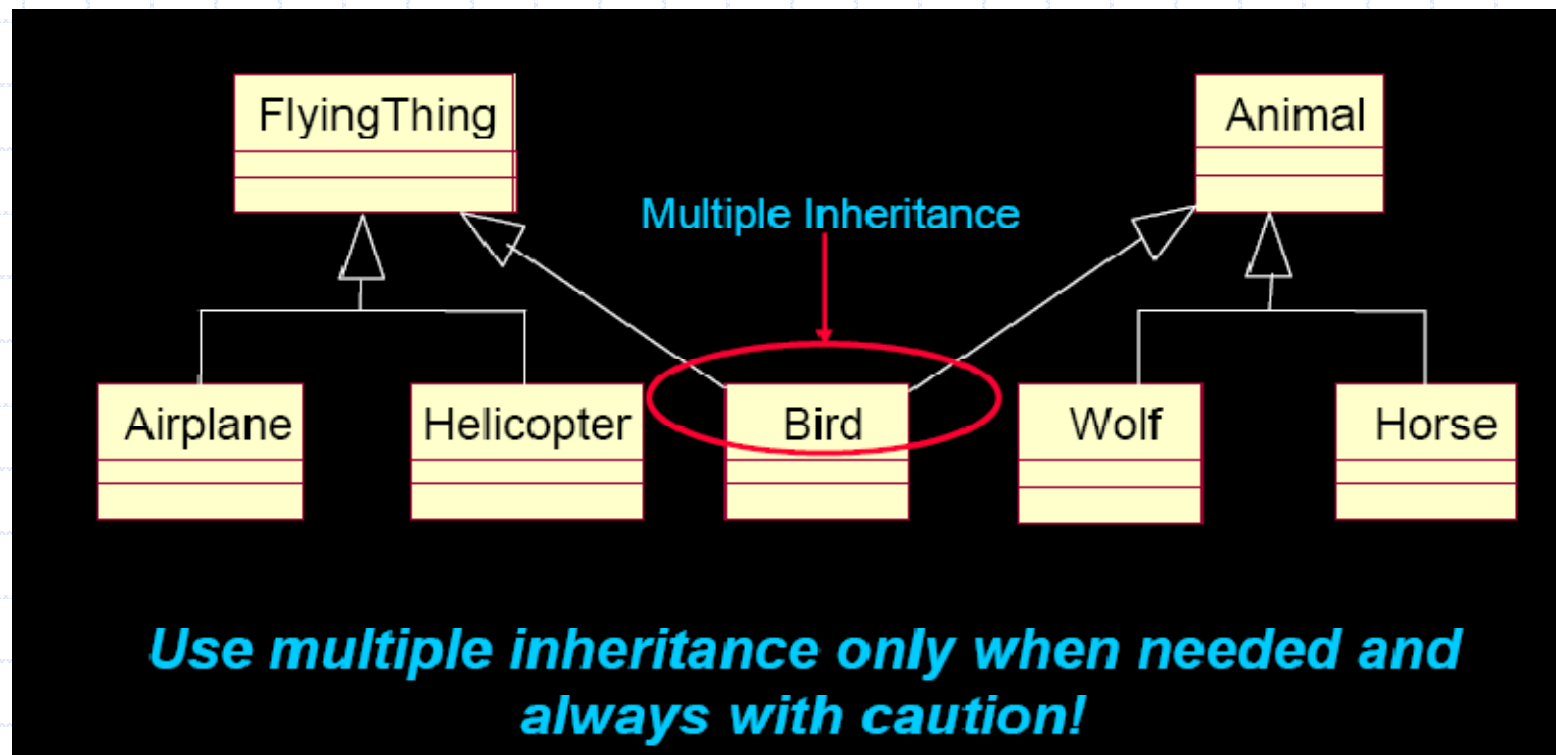 FlyingThing
Animal
Multiple Inheritance
Airplane
Helicopter
Bird
Wolf
Horse
Use multiple inheritance only when needed and
always with caution!